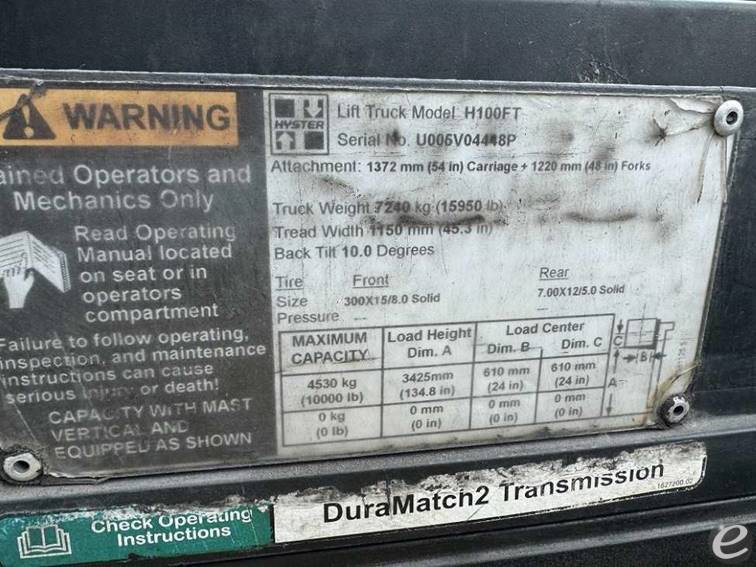 WARNING
ained Operators and
Mechanics Only
Read Operating
Manual located
on seat or in
operators
compartment
Failure to follow operating,
inspection, and maintenance
instructions can cause
serious injury or death!
CAPACITY WITH MAST
VERTICAL AND
EQUIPPED AS SHOWN
HYSTER
Lift Truck Model H100FT
Serial No. U005V04448P
Attachment: 1372 mm (54 in) Carriage + 1220 mm (48 in) Forks
Truck Weight 7240 kg (15950 lb)
Tread Width 1150 mm (45.3 in)
Back Tilt 10.0 Degrees
Tire Front Rear
Size 300X15/8.0 Solid 7.00X12/5.0 Solid
Pressure -- --
MAXIMUM CAPACITY Load Height Dim. A Load Center Dim. B Dim. C
4530 kg (10000 lb) 3425mm (134.8 in) 610 mm (24 in) 610 mm (24 in)
0 kg (0 lb) 0 mm (0 in) 0 mm (0 in) 0 mm (0 in)
C
B
A
Check Operating
Instructions
DuraMatch2 Transmission
e